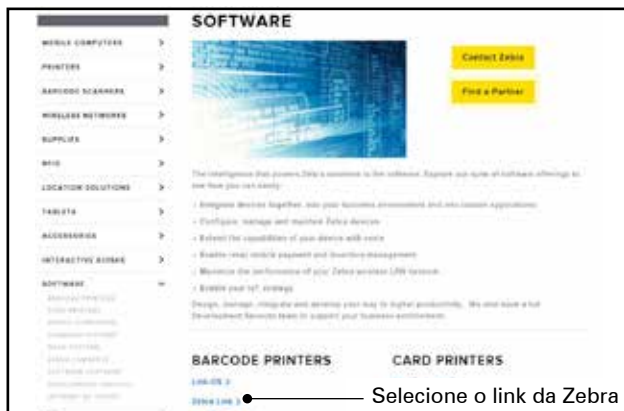 SOFTWARE
MOBILE COMPUTERS
PRINTERS
BARCODE SCANNERS
WIRELESS NETWORKS
SUPPLIES
RFID
LOCATION SOLUTIONS
TABLETS
ACCESSORIES
INTERACTIVE KIOSKS
SOFTWARE
Contact Zebra
Find a Partner
The intelligence that powers Zebra's solutions is the software. Explore our suite of software offerings to
see how you can easily:
Integrate devices together, into your business environment and into custom applications
Configure, manage and maintain Zebra devices
Extend the capabilities of your device with
Enable retail mobile payment and inventory management
Maximize the performance of your Zebra wireless LAN network
Enable your IoT strategy
Design, manage, integrate and develop your way to higher productivity. We also have a full
Development Services team to support your business environment.
BARCODE PRINTERS
Link-OS
Zebra Link
CARD PRINTERS
Selecione o link da Zebra